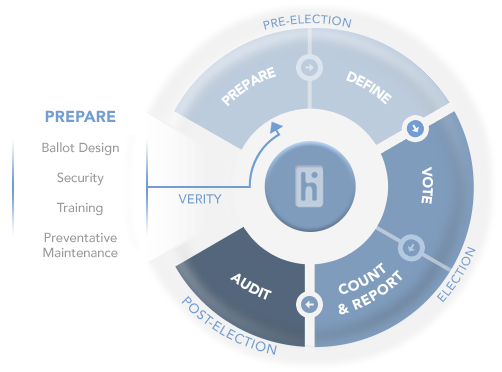 PRE-ELECTION
PREPARE
DEFINE
PREPARE
Ballot Design
Security
Training
Preventative
Maintenance
VERITY
hi
VOTE
ELECTION
COUNT
& REPORT
AUDIT
POST-ELECTION